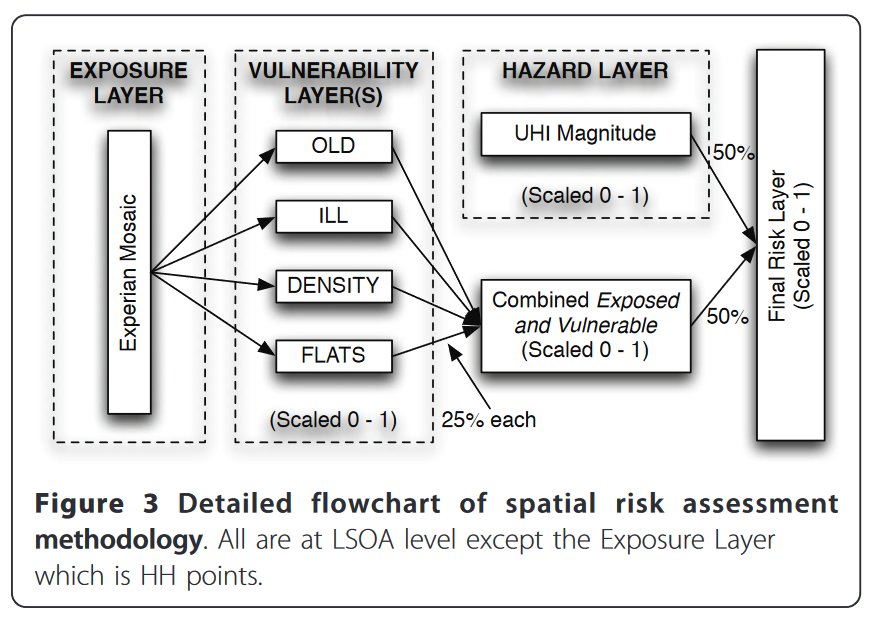 EXPOSURE
LAYER
Experian Mosaic
VULNERABILITY
LAYER(S)
OLD
ILL
DENSITY
FLATS
(Scaled 0 - 1)
25% each
HAZARD LAYER
UHI Magnitude
(Scaled 0 - 1)
50%
Combined Exposed
and Vulnerable
(Scaled 0 - 1)
50%
Final Risk Layer
(Scaled 0 - 1)
Figure 3 Detailed flowchart of spatial risk assessment
methodology. All are at LSOA level except the Exposure Layer
which is HH points.